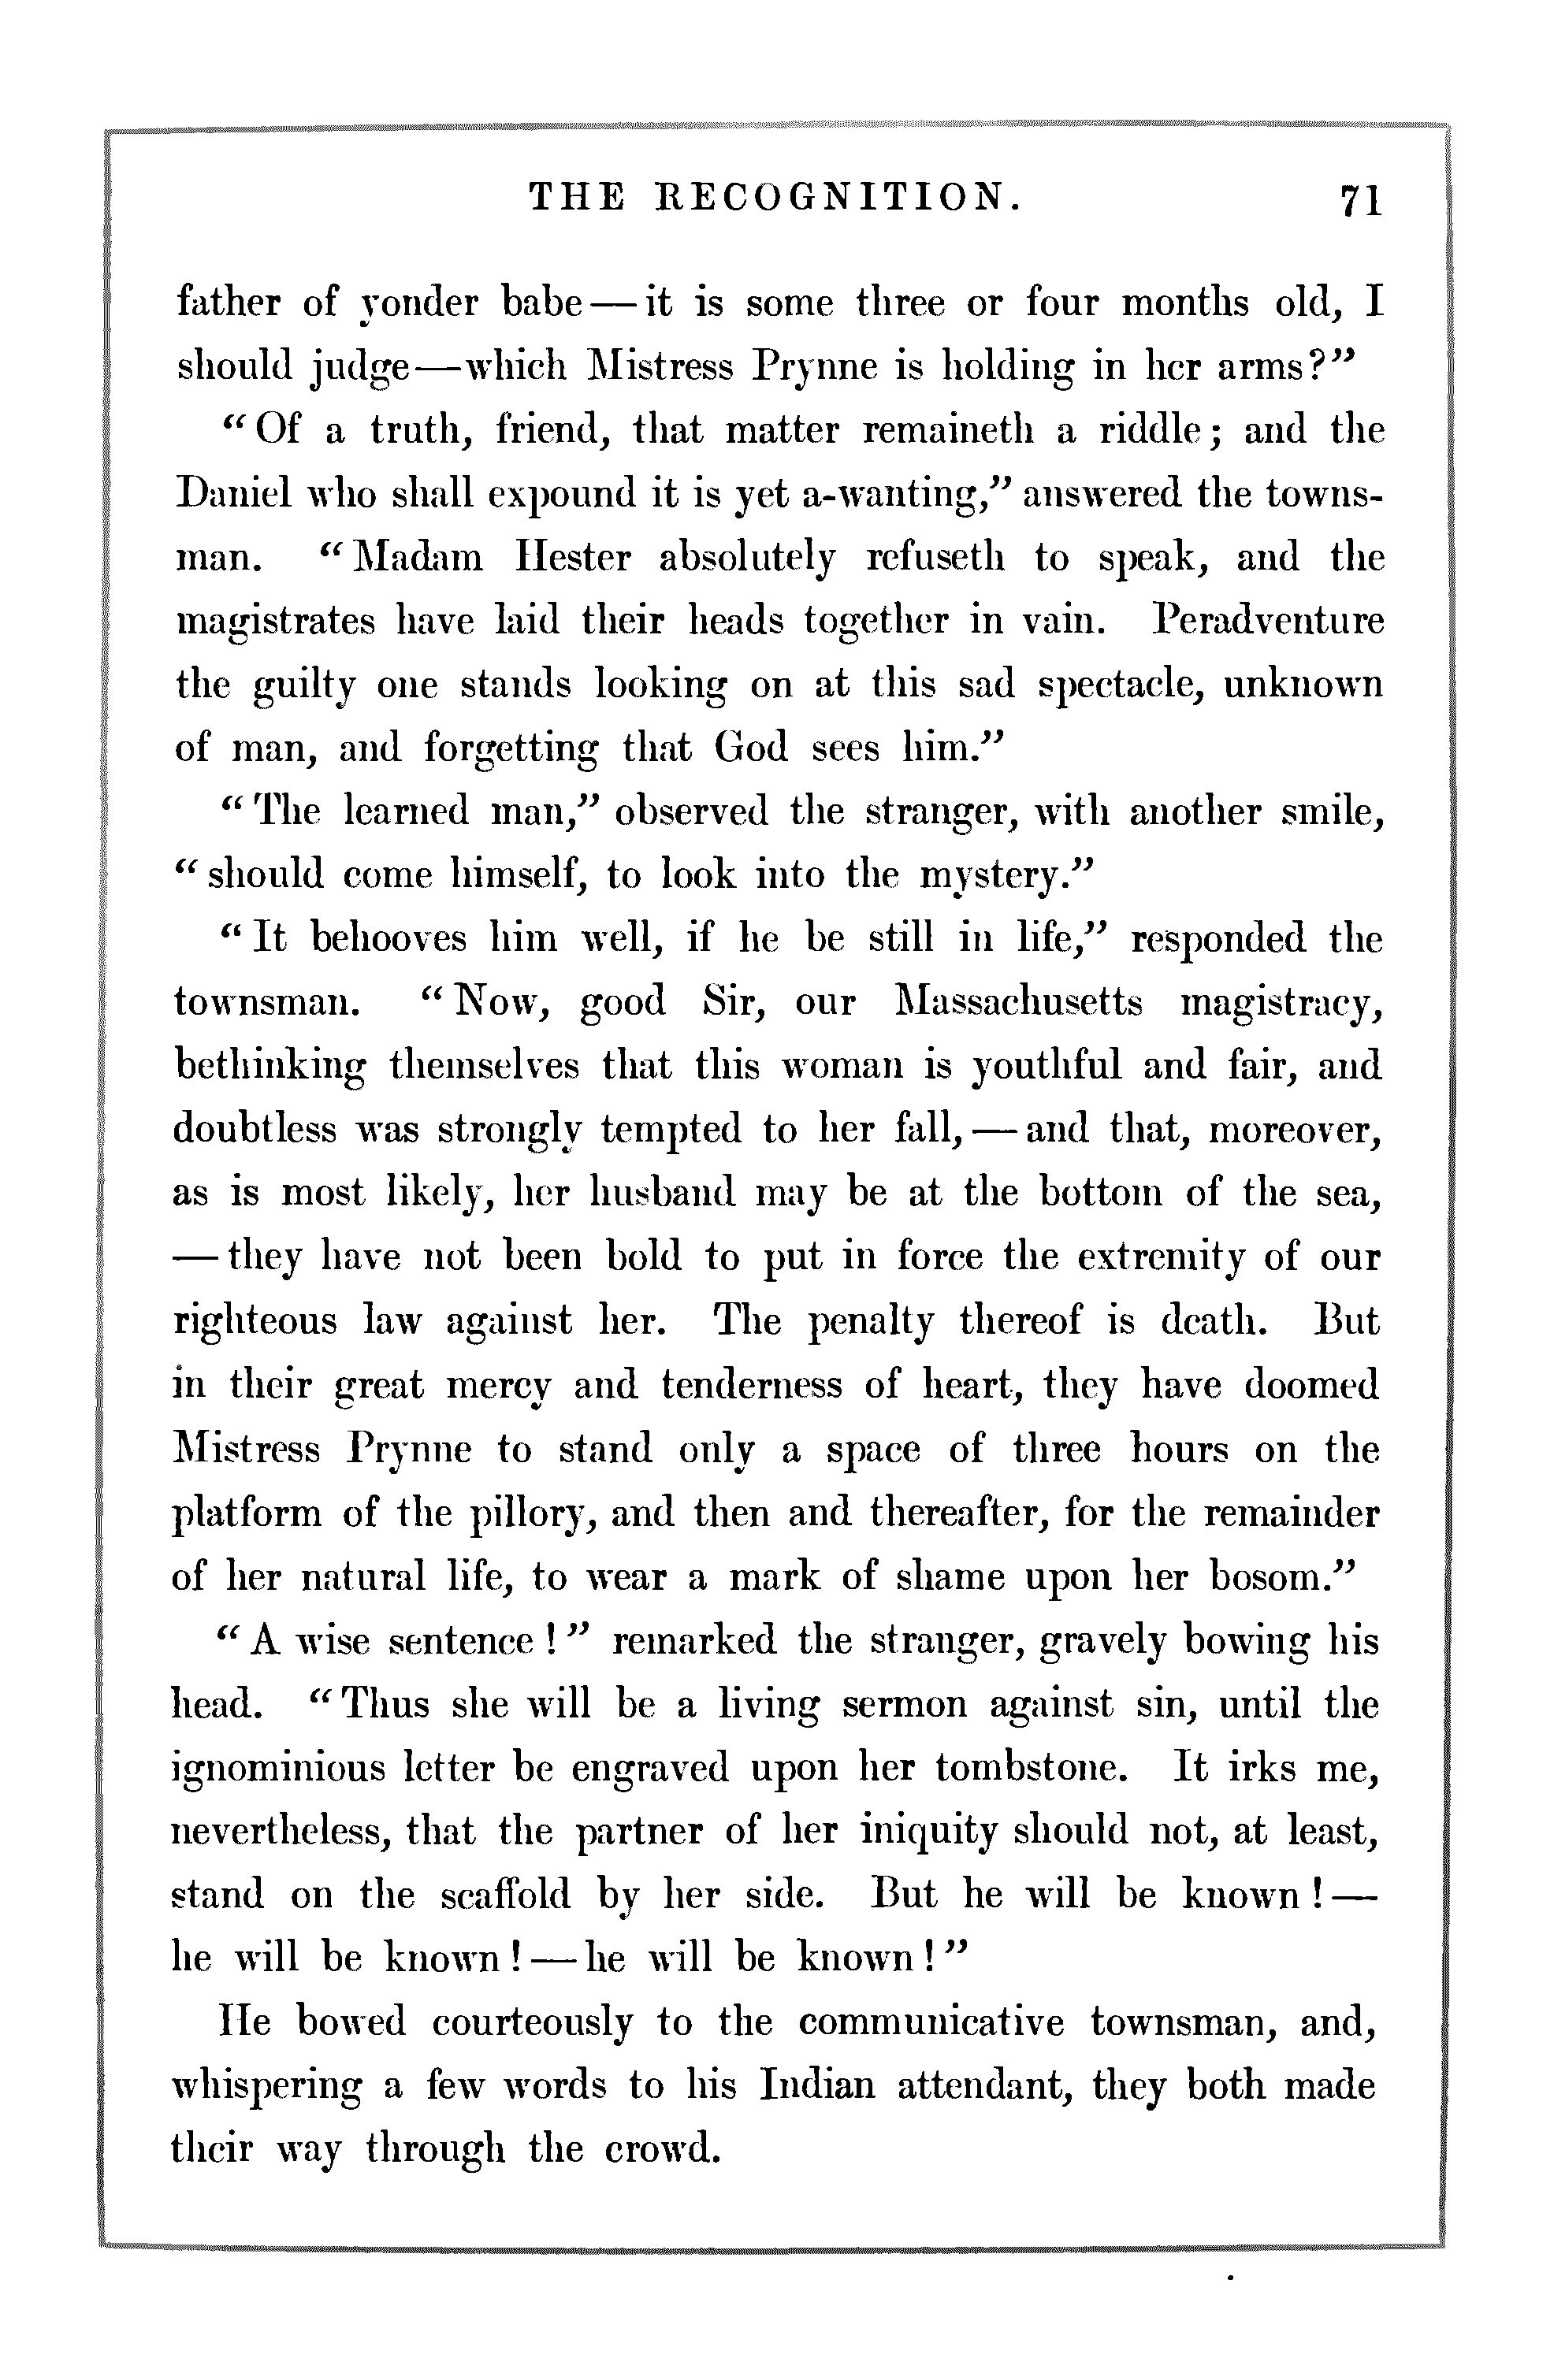 THE RECOGNITION. 71
father of yonder babe — it is some three or four months old, I
should judge — which Mistress Prynne is holding in her arms?”
“Of a truth, friend, that matter remaineth a riddle; and the
Daniel who shall expound it is yet a-wanting,” answered the towns-
man. “Madam Hester absolutely refuseth to speak, and the
magistrates have laid their heads together in vain. Peradventure
the guilty one stands looking on at this sad spectacle, unknown
of man, and forgetting that God sees him.”
“The learned man,” observed the stranger, with another smile,
“should come himself, to look into the mystery.”
“It behooves him well, if he be still in life,” responded the
townsman. “Now, good Sir, our Massachusetts magistracy,
bethinking themselves that this woman is youthful and fair, and
doubtless was strongly tempted to her fall, — and that, moreover,
as is most likely, her husband may be at the bottom of the sea,
— they have not been bold to put in force the extremity of our
righteous law against her. The penalty thereof is death. But
in their great mercy and tenderness of heart, they have doomed
Mistress Prynne to stand only a space of three hours on the
platform of the pillory, and then and thereafter, for the remainder
of her natural life, to wear a mark of shame upon her bosom.”
“A wise sentence!” remarked the stranger, gravely bowing his
head. “Thus she will be a living sermon against sin, until the
ignominious letter be engraved upon her tombstone. It irks me,
nevertheless, that the partner of her iniquity should not, at least,
stand on the scaffold by her side. But he will be known! —
he will be known! — he will be known!”
He bowed courteously to the communicative townsman, and,
whispering a few words to his Indian attendant, they both made
their way through the crowd.